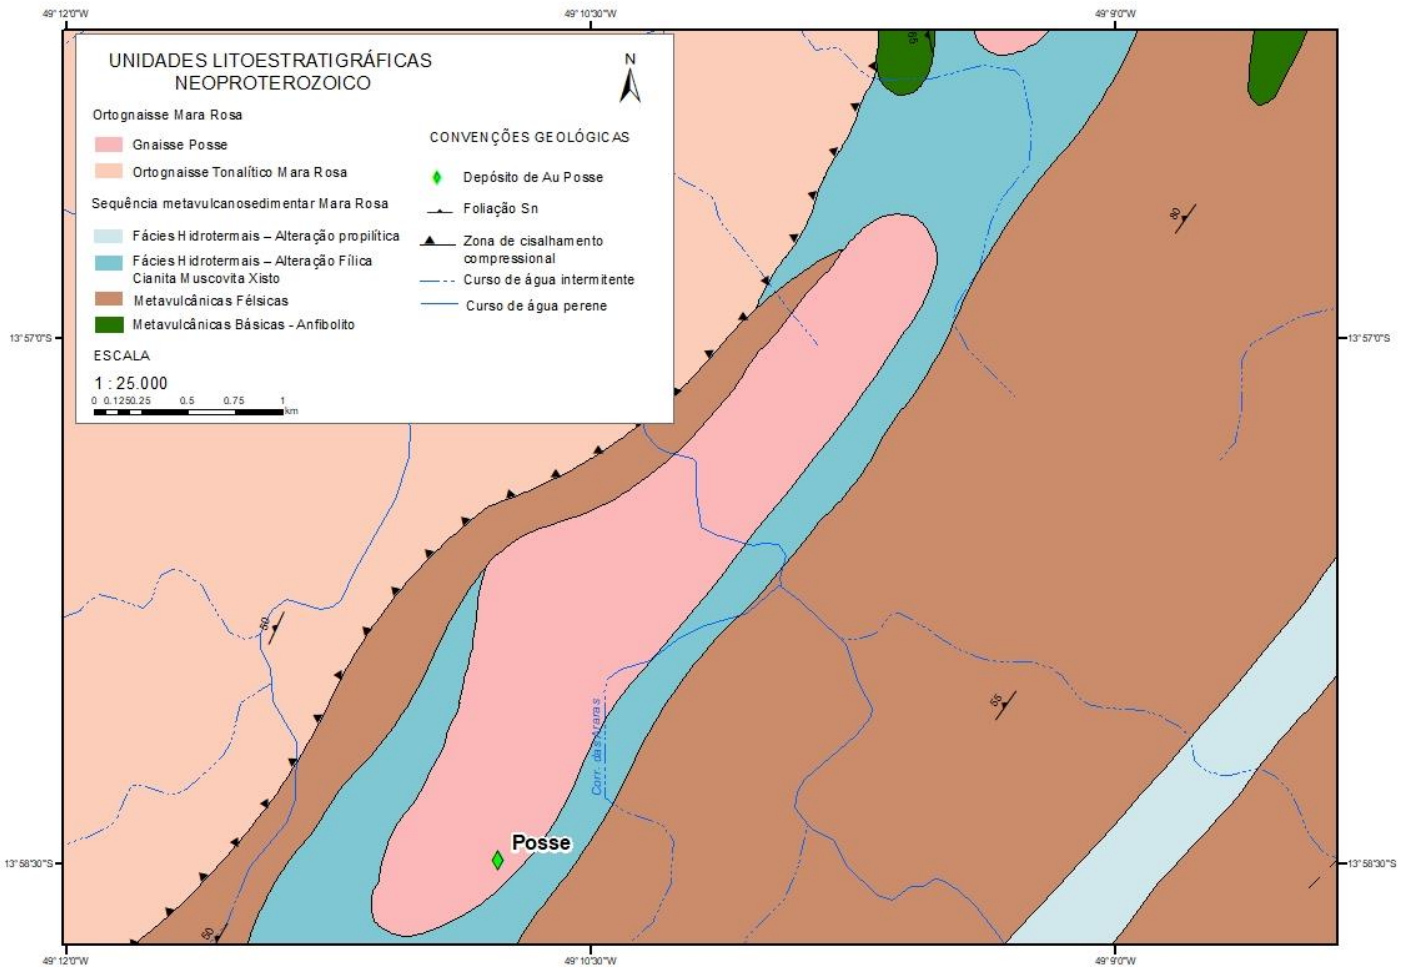 49°12'0"W
49°10'30"W
49°9'0"W
UNIDADES LITOESTRATIGRÁFICAS
NEOPROTEROZOICO
N
Ortognaisse Mara Rosa
Gnaisse Posse
Ortognaisse Tonalítico Mara Rosa
Sequência metavulcanosedimentar Mara Rosa
Fácies Hidrotermais – Alteração propilítica
Fácies Hidrotermais – Alteração Fílica
Cianita Muscovita Xisto
Metavulcânicas Félsicas
Metavulcânicas Básicas - Anfibolito
ESCALA
1 : 25.000
0 0.125 0.25 0.5 0.75 1
km
CONVENÇÕES GEOLÓGICAS
Depósito de Au Posse
Foliação Sn
Zona de cisalhamento
compressional
Curso de água intermitente
Curso de água perene
65
80
13°57'0"S
13°57'0"S
50
55
Corr. das Araras
Posse
13°58'30"S
13°58'30"S
50
49°12'0"W
49°10'30"W
49°9'0"W